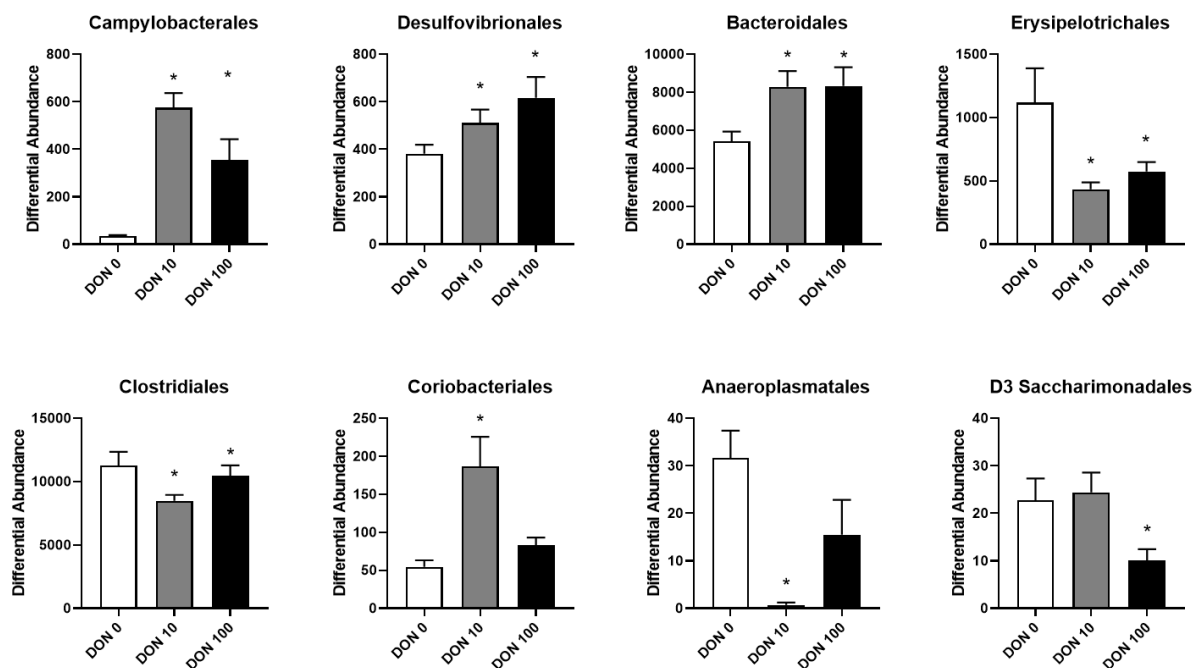 Campylobacterales
Differential Abundance
800
600
400
200
0
*
*
DON 0
DON 10
DON 100
Desulfovibrionales
Differential Abundance
800
600
400
200
0
*
*
DON 0
DON 10
DON 100
Bacteroidales
Differential Abundance
10000
8000
6000
4000
2000
0
*
*
DON 0
DON 10
DON 100
Erysipelotrichales
Differential Abundance
1500
1000
500
0
*
*
DON 0
DON 10
DON 100
Clostridiales
Differential Abundance
15000
10000
5000
0
*
*
DON 0
DON 10
DON 100
Coriobacteriales
Differential Abundance
250
200
150
100
50
0
*
DON 0
DON 10
DON 100
Anaeroplasmatales
Differential Abundance
40
30
20
10
0
*
DON 0
DON 10
DON 100
D3 Saccharimonadales
Differential Abundance
40
30
20
10
0
*
DON 0
DON 10
DON 100